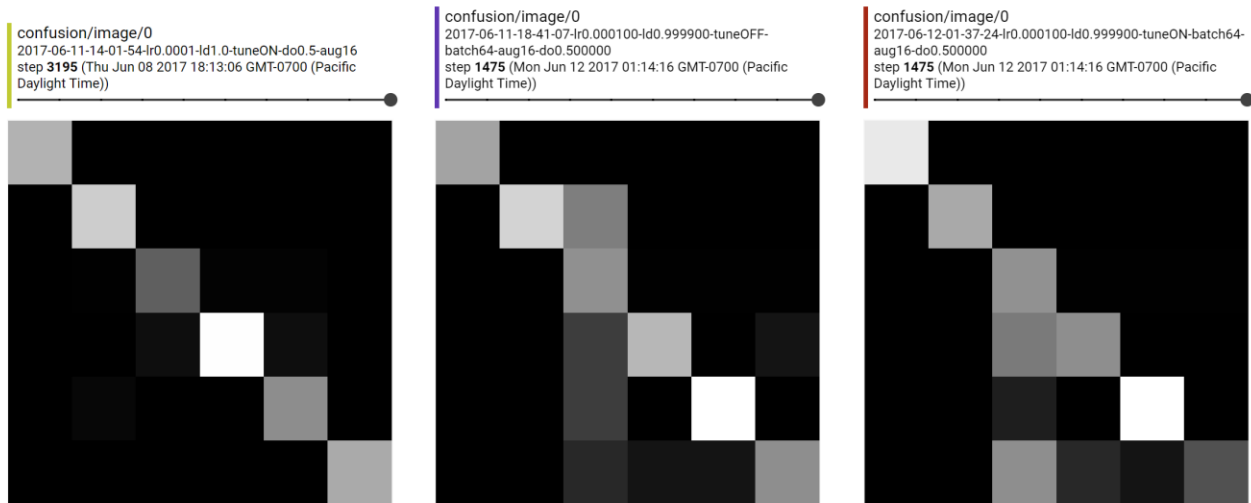 confusion/image/0
2017-06-11-14-01-54-lr0.0001-ld1.0-tuneON-do0.5-aug16
step 3195 (Thu Jun 08 2017 18:13:06 GMT-0700 (Pacific
Daylight Time))
confusion/image/0
2017-06-11-18-41-07-lr0.000100-ld0.999900-tuneOFF-
batch64-aug16-do0.500000
step 1475 (Mon Jun 12 2017 01:14:16 GMT-0700 (Pacific
Daylight Time))
confusion/image/0
2017-06-12-01-37-24-lr0.000100-ld0.999900-tuneON-batch64-
aug16-do0.500000
step 1475 (Mon Jun 12 2017 01:14:16 GMT-0700 (Pacific
Daylight Time))